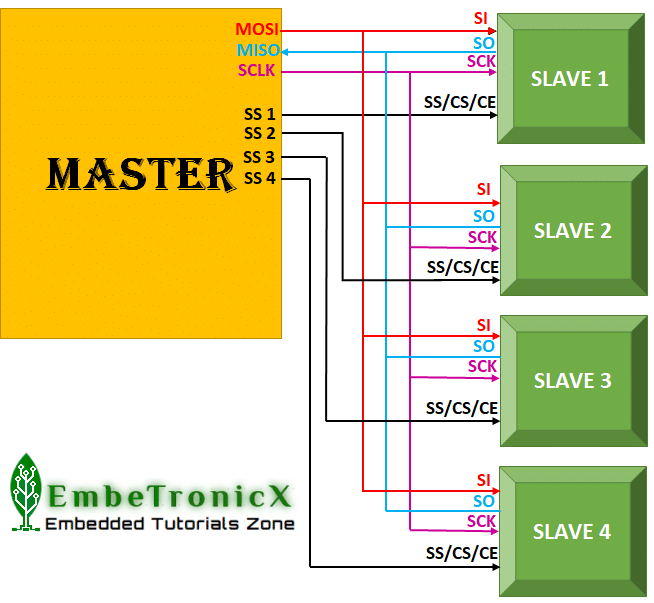 MOSI
MISO
SCLK
SS 1
SS 2
SS 3
SS 4
MASTER
SI
SO
SCK
SS/CS/CE
SLAVE 1
SI
SO
SCK
SS/CS/CE
SLAVE 2
SI
SO
SCK
SS/CS/CE
SLAVE 3
SI
SO
SCK
SS/CS/CE
SLAVE 4
EmbeTronicX
Embedded Tutorials Zone